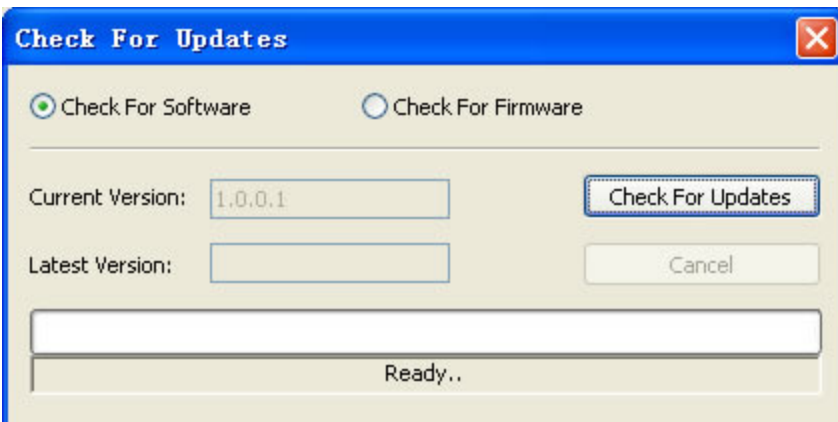 Check For Updates
Check For Software Check For Firmware
Current Version: 1.0.0.1 Check For Updates
Latest Version: Cancel
Ready..